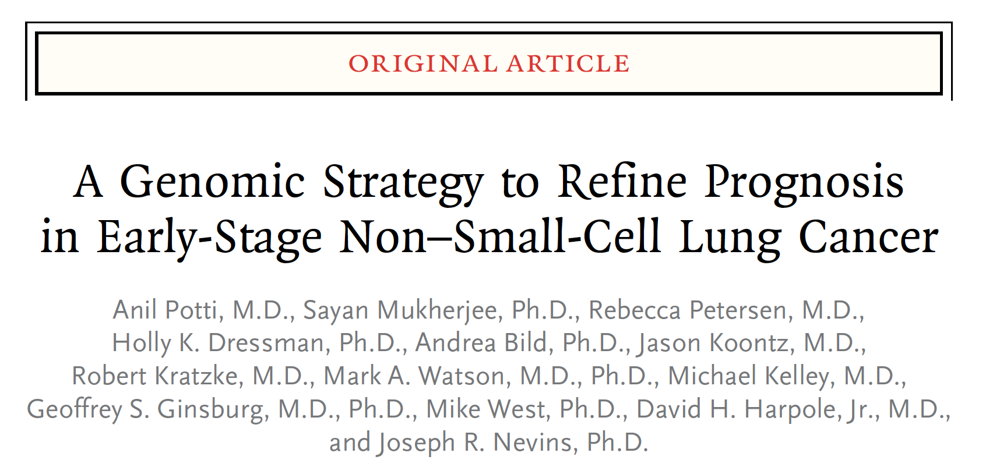 ORIGINAL ARTICLE
A Genomic Strategy to Refine Prognosis
in Early-Stage Non–Small-Cell Lung Cancer
Anil Potti, M.D., Sayan Mukherjee, Ph.D., Rebecca Petersen, M.D.,
Holly K. Dressman, Ph.D., Andrea Bild, Ph.D., Jason Koontz, M.D.,
Robert Kratzke, M.D., Mark A. Watson, M.D., Ph.D., Michael Kelley, M.D.,
Geoffrey S. Ginsburg, M.D., Ph.D., Mike West, Ph.D., David H. Harpole, Jr., M.D.,
and Joseph R. Nevins, Ph.D.